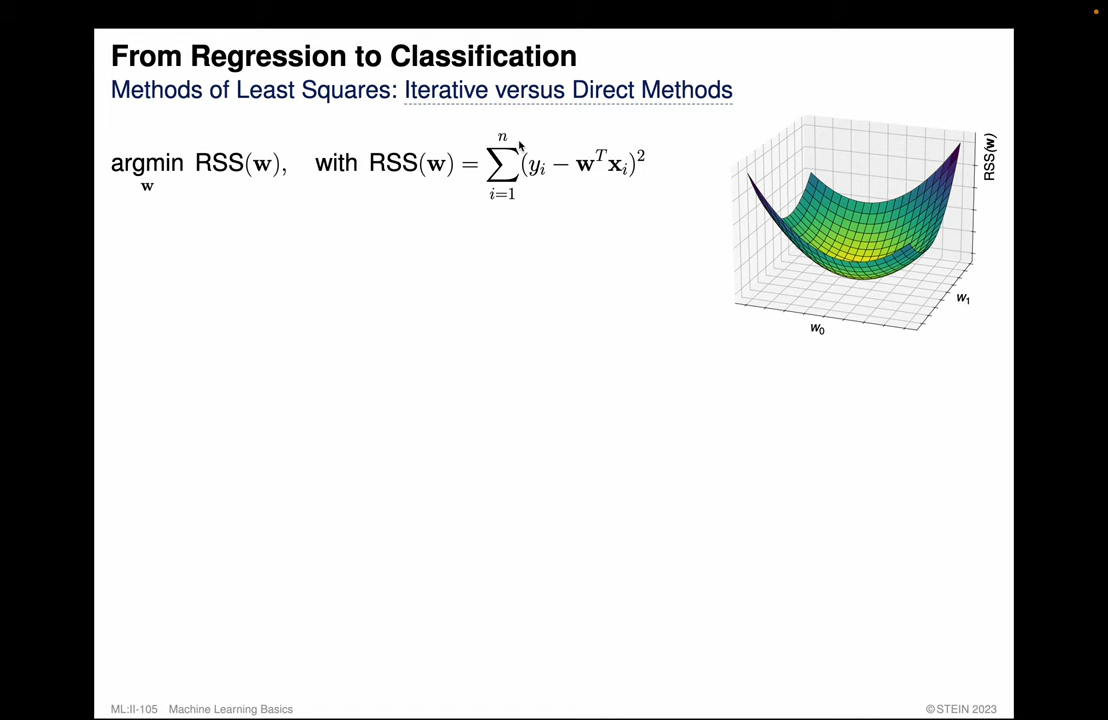 From Regression to Classification
Methods of Least Squares: Iterative versus Direct Methods
argmin_w RSS(w), with RSS(w) = ∑_{i=1}^{n} (y_i − w^T x_i)^2
RSS(w)
w_1
w_0
ML:II-105 Machine Learning Basics
© STEIN 2023